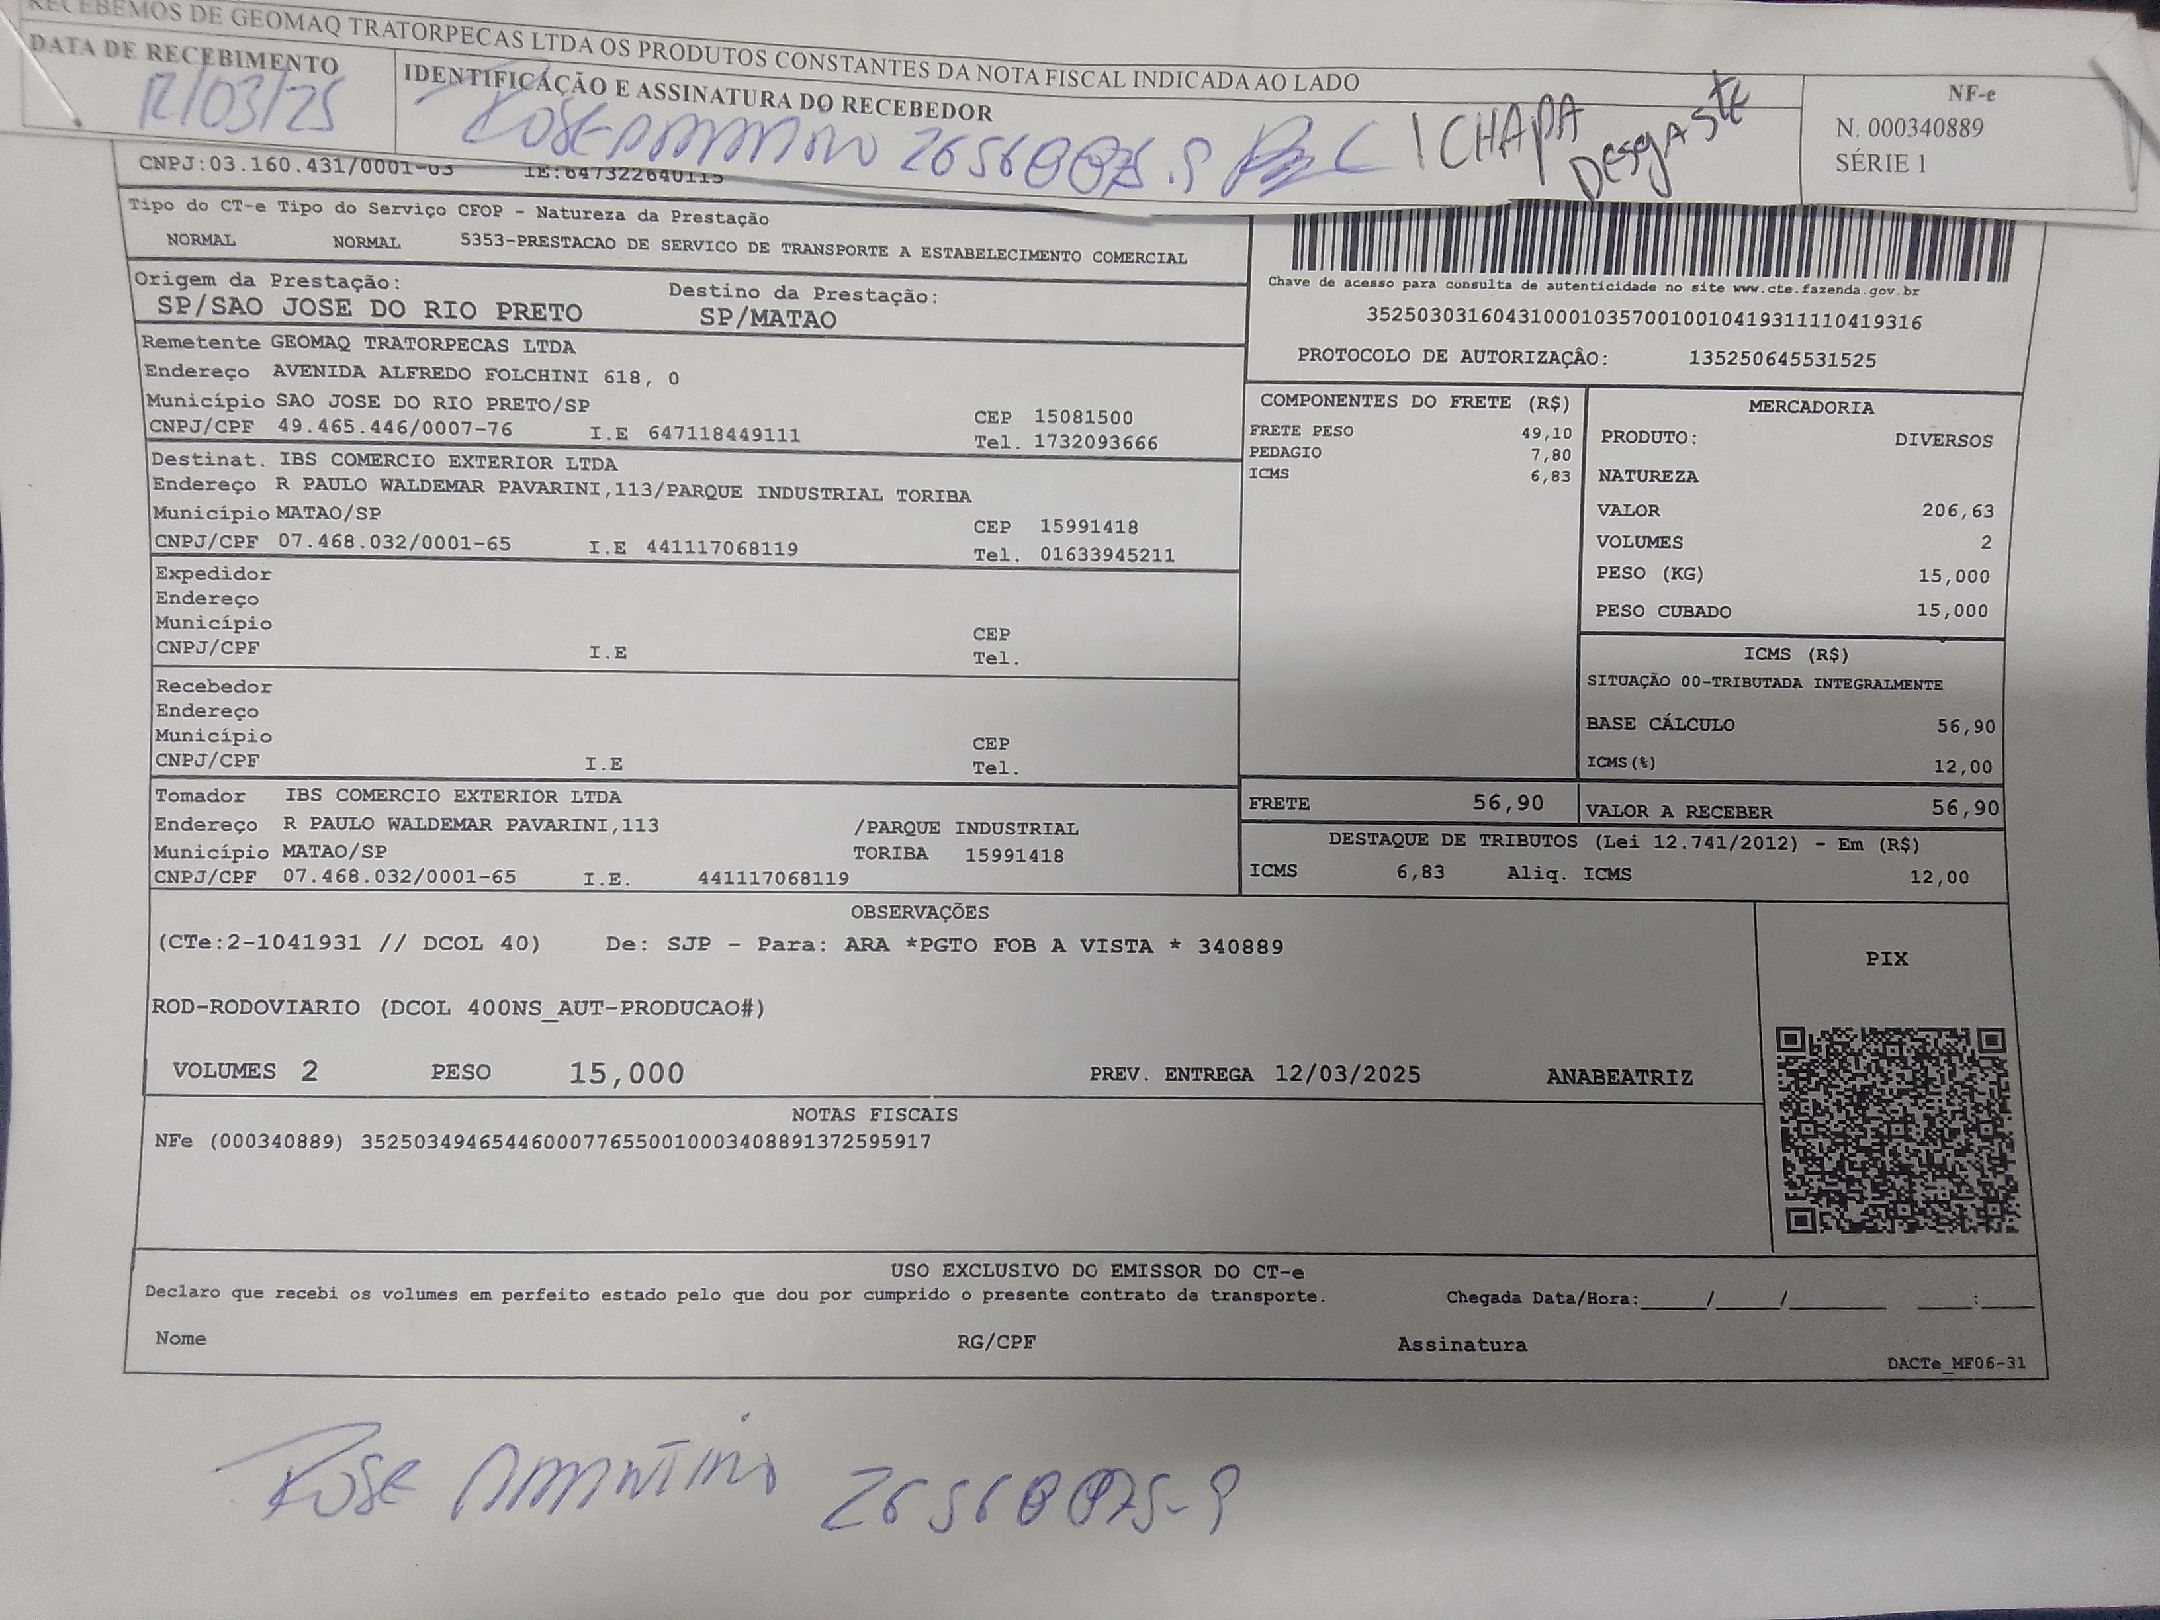 RECEBEMOS DE GEOMAQ TRATORPECAS LTDA OS PRODUTOS CONSTANTES DA NOTA FISCAL INDICADA AO LADO
DATA DE RECEBIMENTO
12/03/25
IDENTIFICAÇÃO E ASSINATURA DO RECEBEDOR
1 CHAPA
DESGASTE
NF-e
N. 000340889
SÉRIE 1
CNPJ:03.160.431/0001-03 IE:647322640115
Tipo do CT-e Tipo do Serviço CFOP - Natureza da Prestação
NORMAL NORMAL 5353-PRESTACAO DE SERVICO DE TRANSPORTE A ESTABELECIMENTO COMERCIAL
Origem da Prestação: Destino da Prestação:
SP/SAO JOSE DO RIO PRETO SP/MATAO
Chave de acesso para consulta de autenticidade no site www.cte.fazenda.gov.br
35250303160431000103570010010419311110419316
PROTOCOLO DE AUTORIZAÇÂO: 135250645531525
Remetente GEOMAQ TRATORPECAS LTDA
Endereço AVENIDA ALFREDO FOLCHINI 618, 0
Município SAO JOSE DO RIO PRETO/SP CEP 15081500
CNPJ/CPF 49.465.446/0007-76 I.E 647118449111 Tel. 1732093666
Destinat. IBS COMERCIO EXTERIOR LTDA
Endereço R PAULO WALDEMAR PAVARINI,113/PARQUE INDUSTRIAL TORIBA
Município MATAO/SP CEP 15991418
CNPJ/CPF 07.468.032/0001-65 I.E 441117068119 Tel. 01633945211
Expedidor
Endereço
Município CEP
CNPJ/CPF I.E Tel.
Recebedor
Endereço
Município CEP
CNPJ/CPF I.E Tel.
Tomador IBS COMERCIO EXTERIOR LTDA
Endereço R PAULO WALDEMAR PAVARINI,113 /PARQUE INDUSTRIAL
Município MATAO/SP TORIBA 15991418
CNPJ/CPF 07.468.032/0001-65 I.E. 441117068119
COMPONENTES DO FRETE (R$)
FRETE PESO 49,10
PEDAGIO 7,80
ICMS 6,83
MERCADORIA
PRODUTO: DIVERSOS
NATUREZA
VALOR 206,63
VOLUMES 2
PESO (KG) 15,000
PESO CUBADO 15,000
ICMS (R$)
SITUAÇÃO 00-TRIBUTADA INTEGRALMENTE
BASE CÁLCULO 56,90
ICMS(%) 12,00
FRETE 56,90 VALOR A RECEBER 56,90
DESTAQUE DE TRIBUTOS (Lei 12.741/2012) - Em (R$)
ICMS 6,83 Aliq. ICMS 12,00
OBSERVAÇÕES
(CTe:2-1041931 // DCOL 40) De: SJP - Para: ARA *PGTO FOB A VISTA * 340889
ROD-RODOVIARIO (DCOL 400NS_AUT-PRODUCAO#)
VOLUMES 2 PESO 15,000 PREV. ENTREGA 12/03/2025 ANABEATRIZ
PIX
NOTAS FISCAIS
NFe (000340889) 35250349465446000776550010003408891372595917
USO EXCLUSIVO DO EMISSOR DO CT-e
Declaro que recebi os volumes em perfeito estado pelo que dou por cumprido o presente contrato da transporte. Chegada Data/Hora:_____/_____/________ ____:____
Nome RG/CPF Assinatura
DACTe_MF06-31